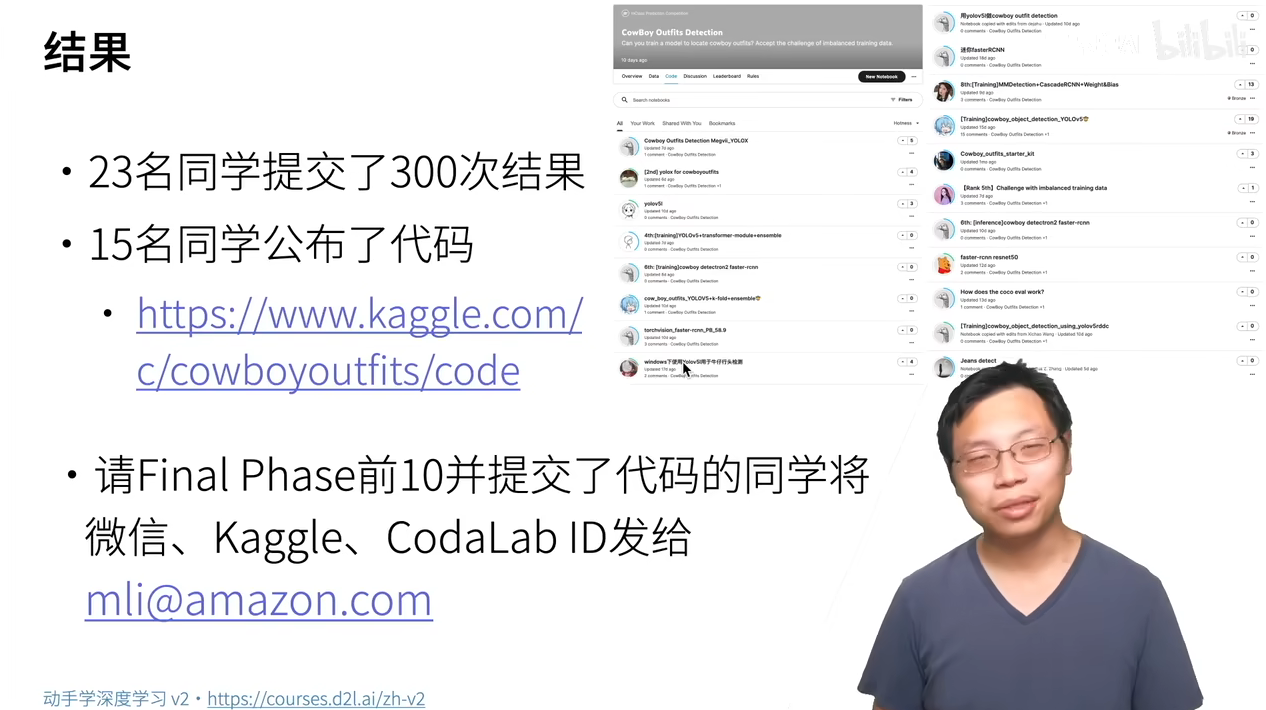 结果
• 23名同学提交了300次结果
• 15名同学公布了代码
• https://www.kaggle.com/
c/cowboyoutfits/code
• 请Final Phase前10并提交了代码的同学将
微信、Kaggle、CodaLab ID发给
mli@amazon.com
动手学深度学习 v2 • https://courses.d2l.ai/zh-v2
InClass Prediction Competition
CowBoy Outfits Detection
Can you train a model to locate cowboy outfits? Accept the challenge of imbalanced training data.
10 days ago
Overview Data Code Discussion Leaderboard Rules New Notebook
Search notebooks Filters
All Your Work Shared With You Bookmarks Hotness
Cowboy Outfits Detection Megvii_YOLOX 5
Updated 7d ago
1 comment · CowBoy Outfits Detection
[2nd] yolox for cowboyoutfits 4
Updated 8d ago
1 comment · CowBoy Outfits Detection +1
yolov5l 3
Updated 10d ago
0 comments · CowBoy Outfits Detection
4th:[training]YOLOv5+transformer-module+ensemble 0
Updated 7d ago
0 comments · CowBoy Outfits Detection
6th: [training]cowboy detectron2 faster-rcnn 0
Updated 8d ago
0 comments · CowBoy Outfits Detection
cow_boy_outfits_YOLOV5+k-fold+ensemble 0
Updated 10d ago
1 comment · CowBoy Outfits Detection
torchvision_faster-rcnn_PB_58.9 0
Updated 10d ago
3 comments · CowBoy Outfits Detection
windows下使用Yolov5l用于牛仔行头检测 4
Updated 17d ago
2 comments · CowBoy Outfits Detection
用yolov5l做cowboy outfit detection 0
Updated 10d ago
0 comments · CowBoy Outfits Detection
迷你fasterRCNN 0
Updated 18d ago
0 comments · CowBoy Outfits Detection
8th:[Training]MMDetection+CascadeRCNN+Weight&Bias 13
Updated 9d ago
3 comments · CowBoy Outfits Detection Bronze
[Training]cowboy_object_detection_YOLOv5 19
Updated 15d ago
15 comments · CowBoy Outfits Detection +1 Bronze
Cowboy_outfits_starter_kit 3
Updated 1mo ago
0 comments · CowBoy Outfits Detection
【Rank 5th】Challenge with imbalanced training data 1
Updated 7d ago
3 comments · CowBoy Outfits Detection +1
6th: [inference]cowboy detectron2 faster-rcnn 0
Updated 10d ago
0 comments · CowBoy Outfits Detection +1
faster-rcnn resnet50 0
Updated 12d ago
2 comments · CowBoy Outfits Detection +1
How does the coco eval work? 0
Updated 13d ago
1 comment · CowBoy Outfits Detection +1
[Training]cowboy_object_detection_using_yolov5rddc 0
Notebook copied with edits from Xichao Wang · Updated 10d ago
0 comments · CowBoy Outfits Detection +1
Jeans detect 0
Updated 5d ago
bilibili